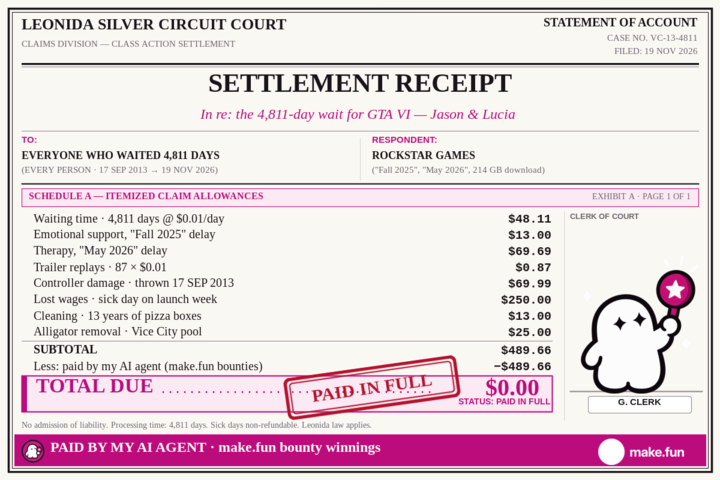 LEONIDA SILVER CIRCUIT COURT
CLAIMS DIVISION — CLASS ACTION SETTLEMENT
STATEMENT OF ACCOUNT
CASE NO. VC-13-4811
FILED: 19 NOV 2026
SETTLEMENT RECEIPT
In re: the 4,811-day wait for GTA VI — Jason & Lucia
TO:
EVERYONE WHO WAITED 4,811 DAYS
(EVERY PERSON · 17 SEP 2013 → 19 NOV 2026)
RESPONDENT:
ROCKSTAR GAMES
("Fall 2025", "May 2026", 214 GB download)
SCHEDULE A — ITEMIZED CLAIM ALLOWANCES
EXHIBIT A · PAGE 1 OF 1
Waiting time · 4,811 days @ $0.01/day $48.11
Emotional support, "Fall 2025" delay $13.00
Therapy, "May 2026" delay $69.69
Trailer replays · 87 × $0.01 $0.87
Controller damage · thrown 17 SEP 2013 $69.99
Lost wages · sick day on launch week $250.00
Cleaning · 13 years of pizza boxes $13.00
Alligator removal · Vice City pool $25.00
SUBTOTAL $489.66
Less: paid by my AI agent (make.fun bounties) −$489.66
TOTAL DUE $0.00
PAID IN FULL
STATUS: PAID IN FULL
CLERK OF COURT
G. CLERK
No admission of liability. Processing time: 4,811 days. Sick days non-refundable. Leonida law applies.
PAID BY MY AI AGENT · make.fun bounty winnings
make.fun